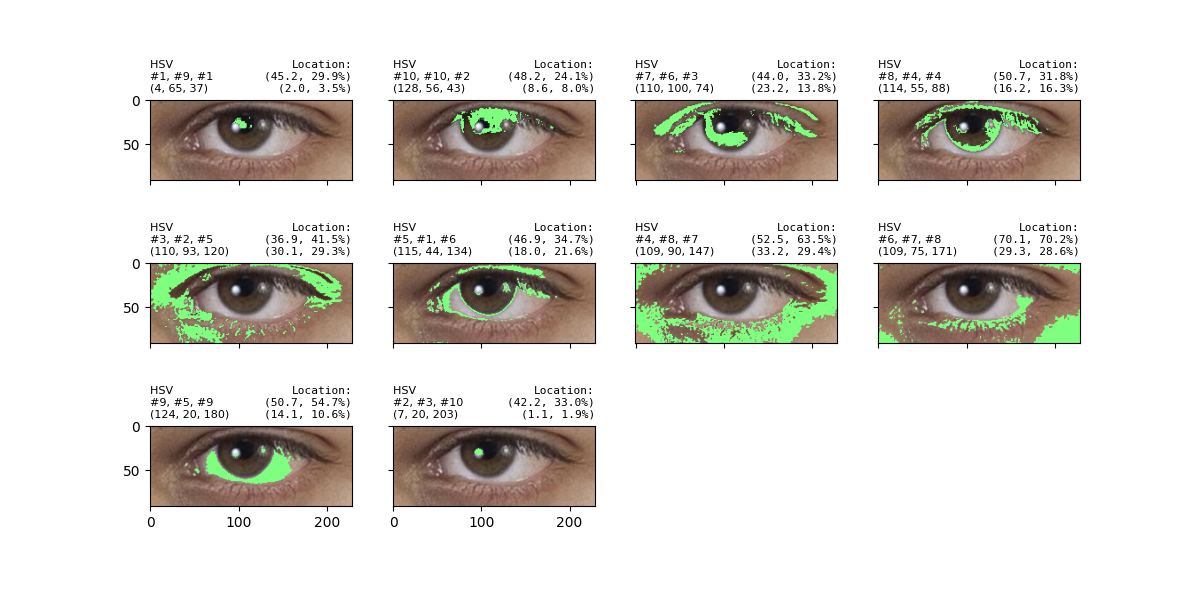 HSV Location:
#1, #9, #1 (45.2, 29.9%)
(4, 65, 37) (2.0, 3.5%)
HSV Location:
#10, #10, #2 (48.2, 24.1%)
(128, 56, 43) (8.6, 8.0%)
HSV Location:
#7, #6, #3 (44.0, 33.2%)
(110, 100, 74) (23.2, 13.8%)
HSV Location:
#8, #4, #4 (50.7, 31.8%)
(114, 55, 88) (16.2, 16.3%)
0
50
HSV Location:
#3, #2, #5 (36.9, 41.5%)
(110, 93, 120) (30.1, 29.3%)
HSV Location:
#5, #1, #6 (46.9, 34.7%)
(115, 44, 134) (18.0, 21.6%)
HSV Location:
#4, #8, #7 (52.5, 63.5%)
(109, 90, 147) (33.2, 29.4%)
HSV Location:
#6, #7, #8 (70.1, 70.2%)
(109, 75, 171) (29.3, 28.6%)
0
50
HSV Location:
#9, #5, #9 (50.7, 54.7%)
(124, 20, 180) (14.1, 10.6%)
HSV Location:
#2, #3, #10 (42.2, 33.0%)
(7, 20, 203) (1.1, 1.9%)
0
50
0 100 200
0 100 200